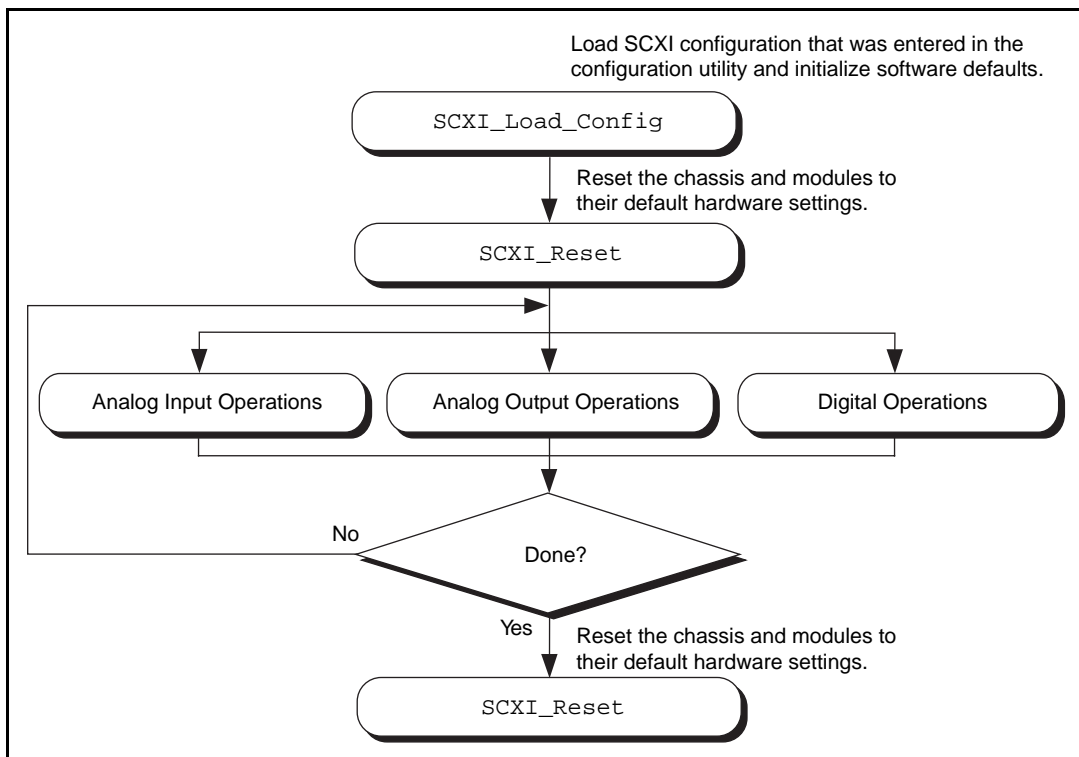 Load SCXI configuration that was entered in the
configuration utility and initialize software defaults.
SCXI_Load_Config
Reset the chassis and modules to
their default hardware settings.
SCXI_Reset
Analog Input Operations
Analog Output Operations
Digital Operations
No
Done?
Yes
Reset the chassis and modules to
their default hardware settings.
SCXI_Reset